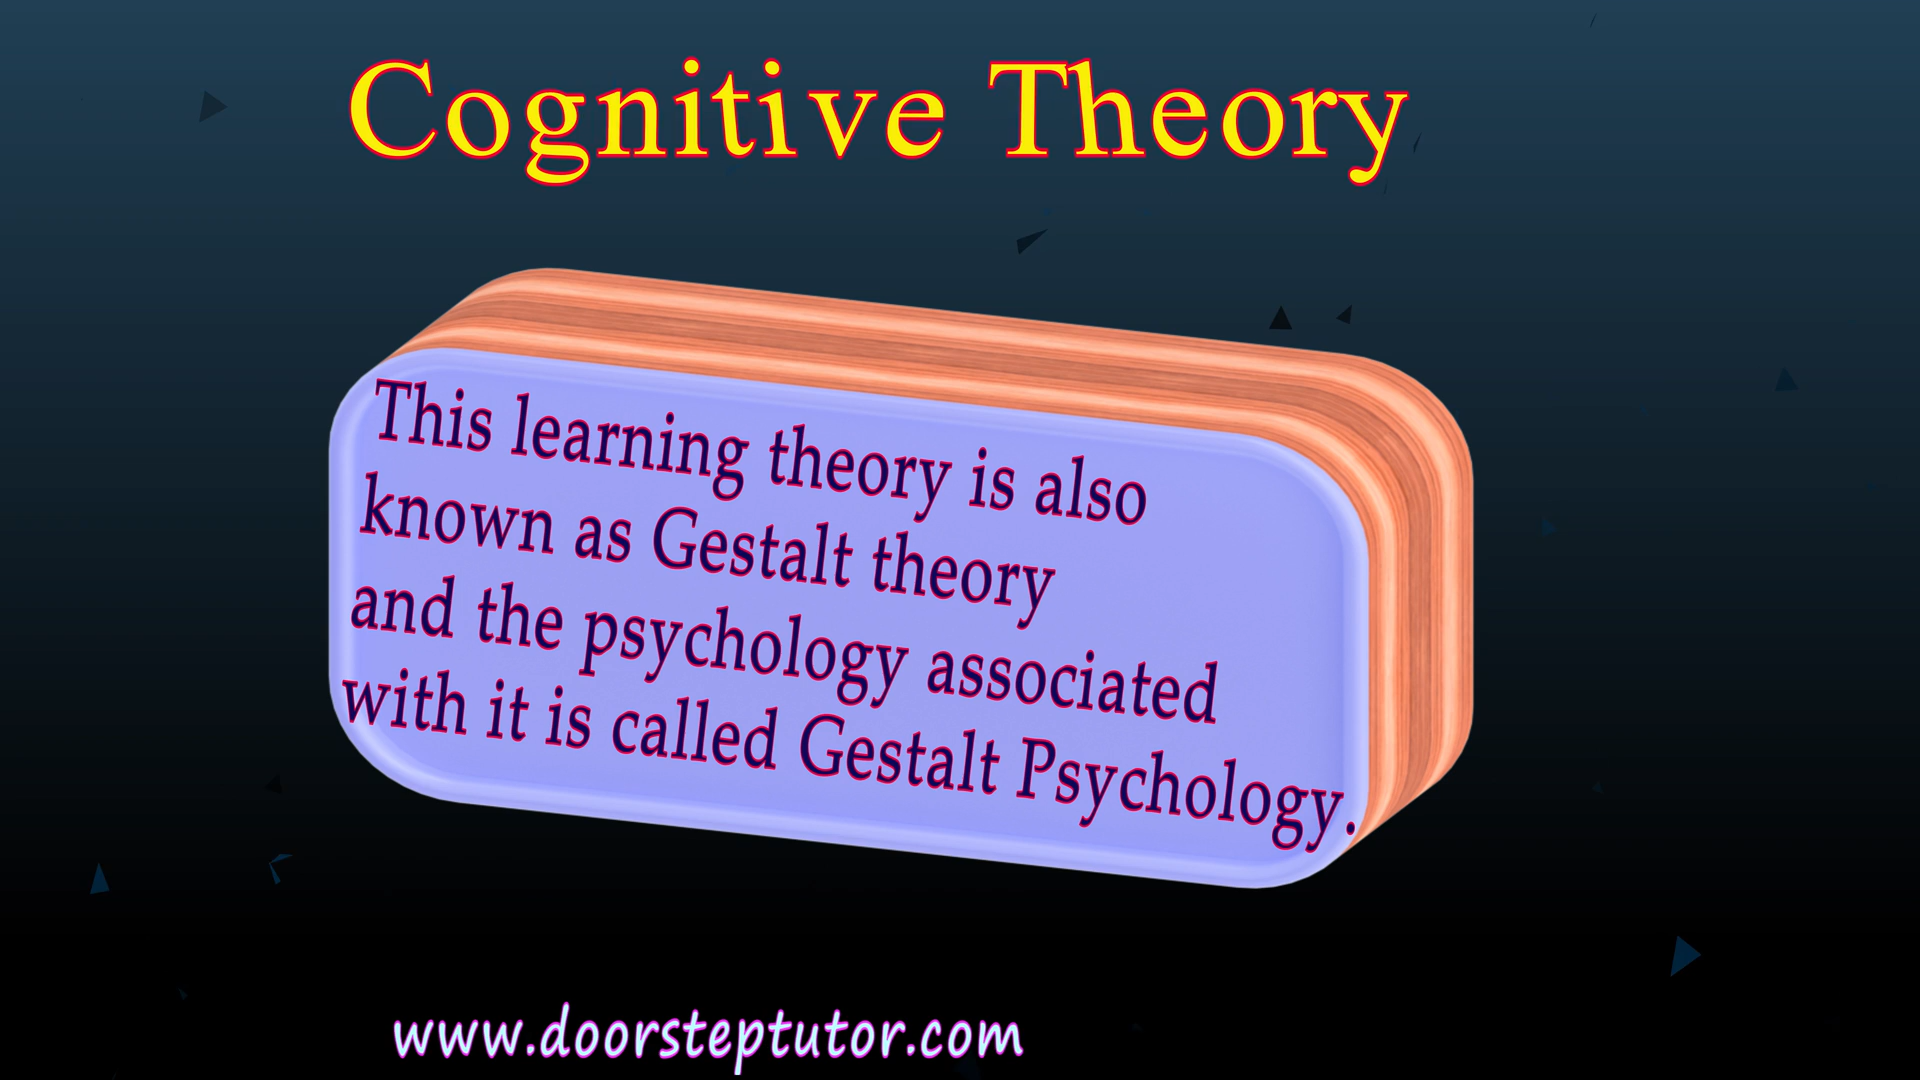 Cognitive Theory
This learning theory is also
known as Gestalt theory
and the psychology associated
with it is called Gestalt Psychology.
www.doorsteptutor.com